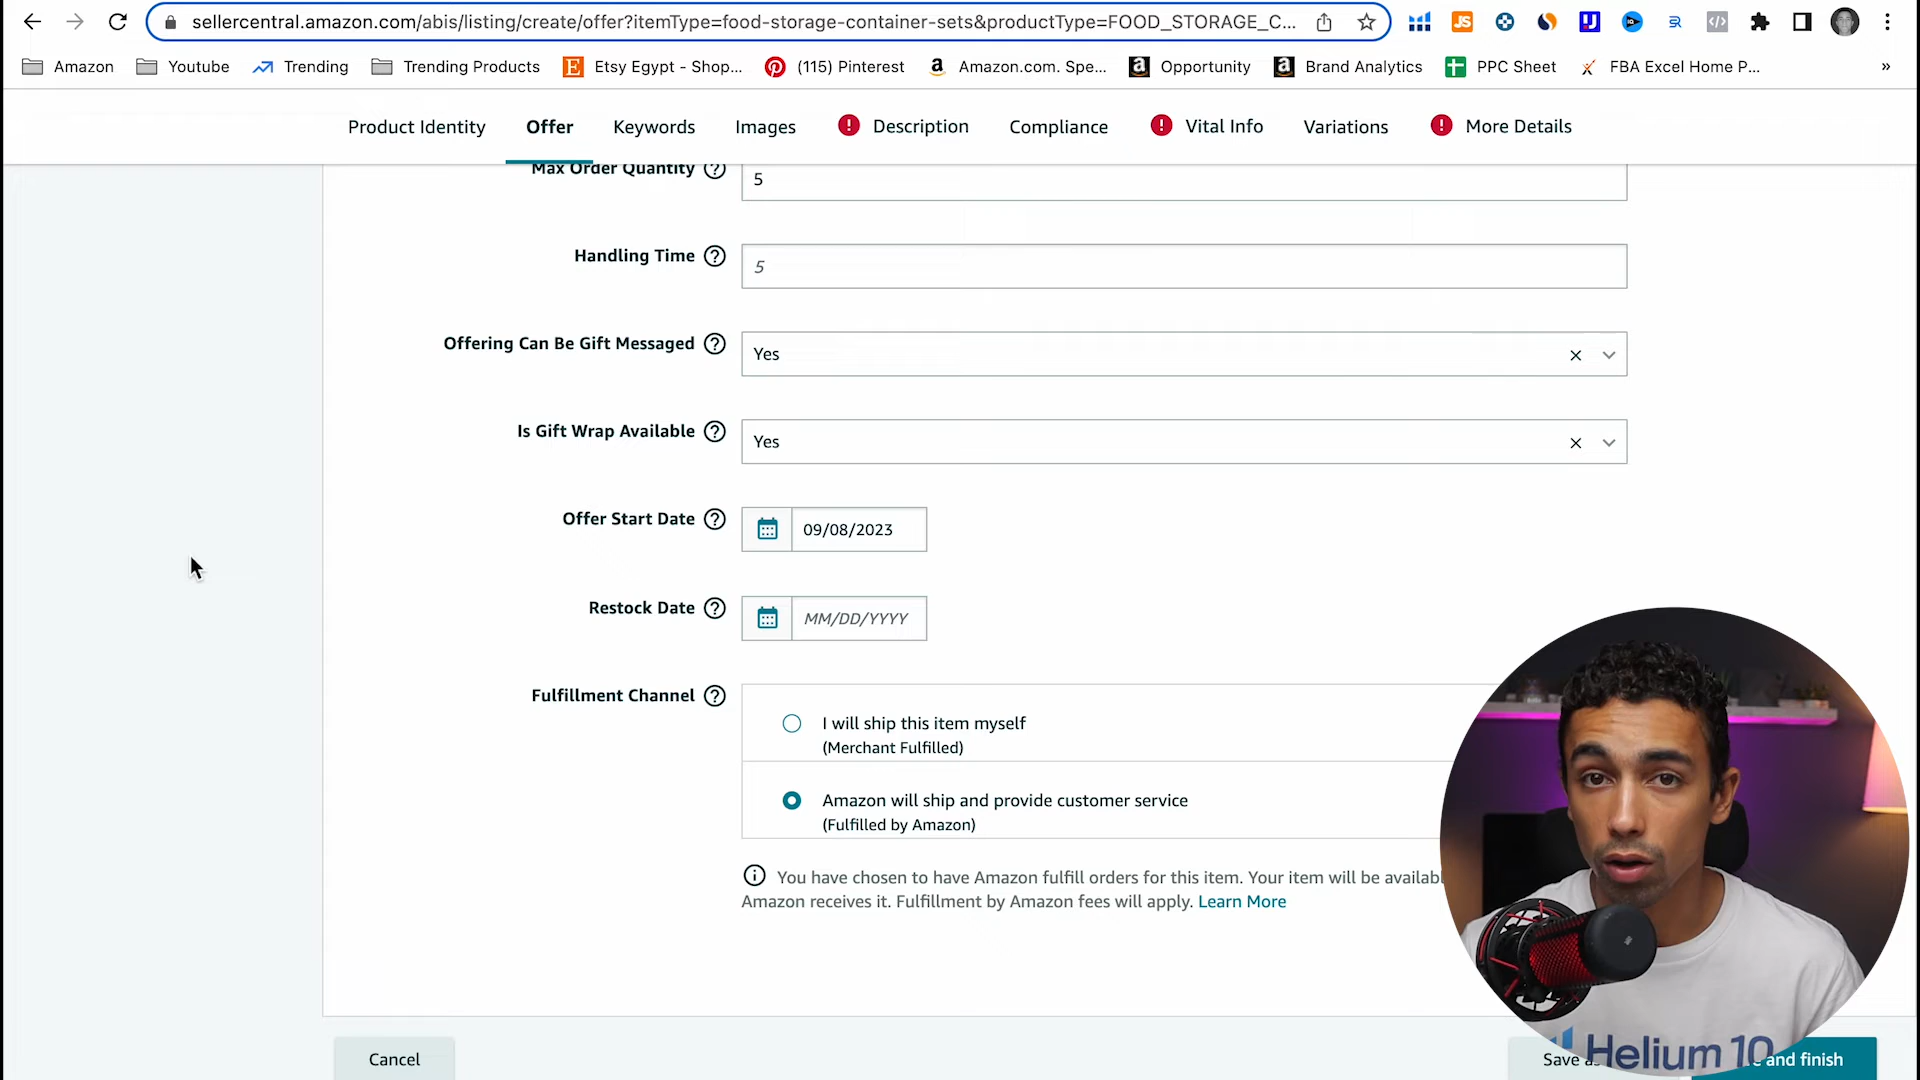 sellercentral.amazon.com/abis/listing/create/offer?itemType=food-storage-container-sets&productType=FOOD_STORAGE_C...
Amazon
Youtube
Trending
Trending Products
Etsy Egypt - Shop...
(115) Pinterest
Amazon.com. Spe...
Opportunity
Brand Analytics
PPC Sheet
FBA Excel Home P...
»
Product Identity
Offer
Keywords
Images
Description
Compliance
Vital Info
Variations
More Details
Max Order Quantity
5
Handling Time
5
Offering Can Be Gift Messaged
Yes
Is Gift Wrap Available
Yes
Offer Start Date
09/08/2023
Restock Date
MM/DD/YYYY
Fulfillment Channel
I will ship this item myself
(Merchant Fulfilled)
Amazon will ship and provide customer service
(Fulfilled by Amazon)
You have chosen to have Amazon fulfill orders for this item. Your item will be
Amazon receives it. Fulfillment by Amazon fees will apply. Learn More
Cancel
Save
and finish
Helium 10